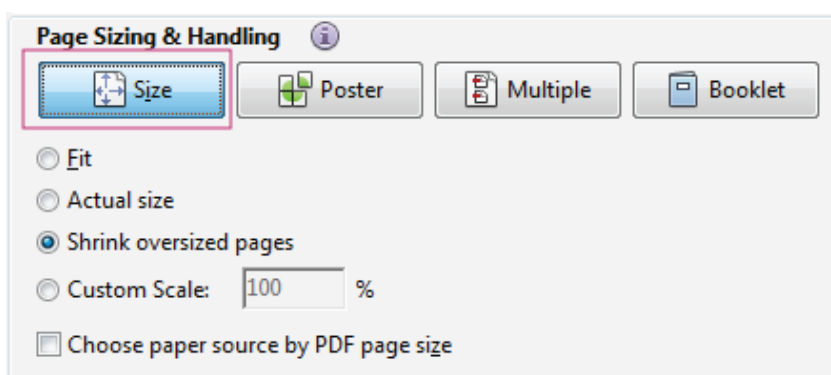 Page Sizing & Handling
Size Poster Multiple Booklet
Fit
Actual size
Shrink oversized pages
Custom Scale: 100 %
Choose paper source by PDF page size